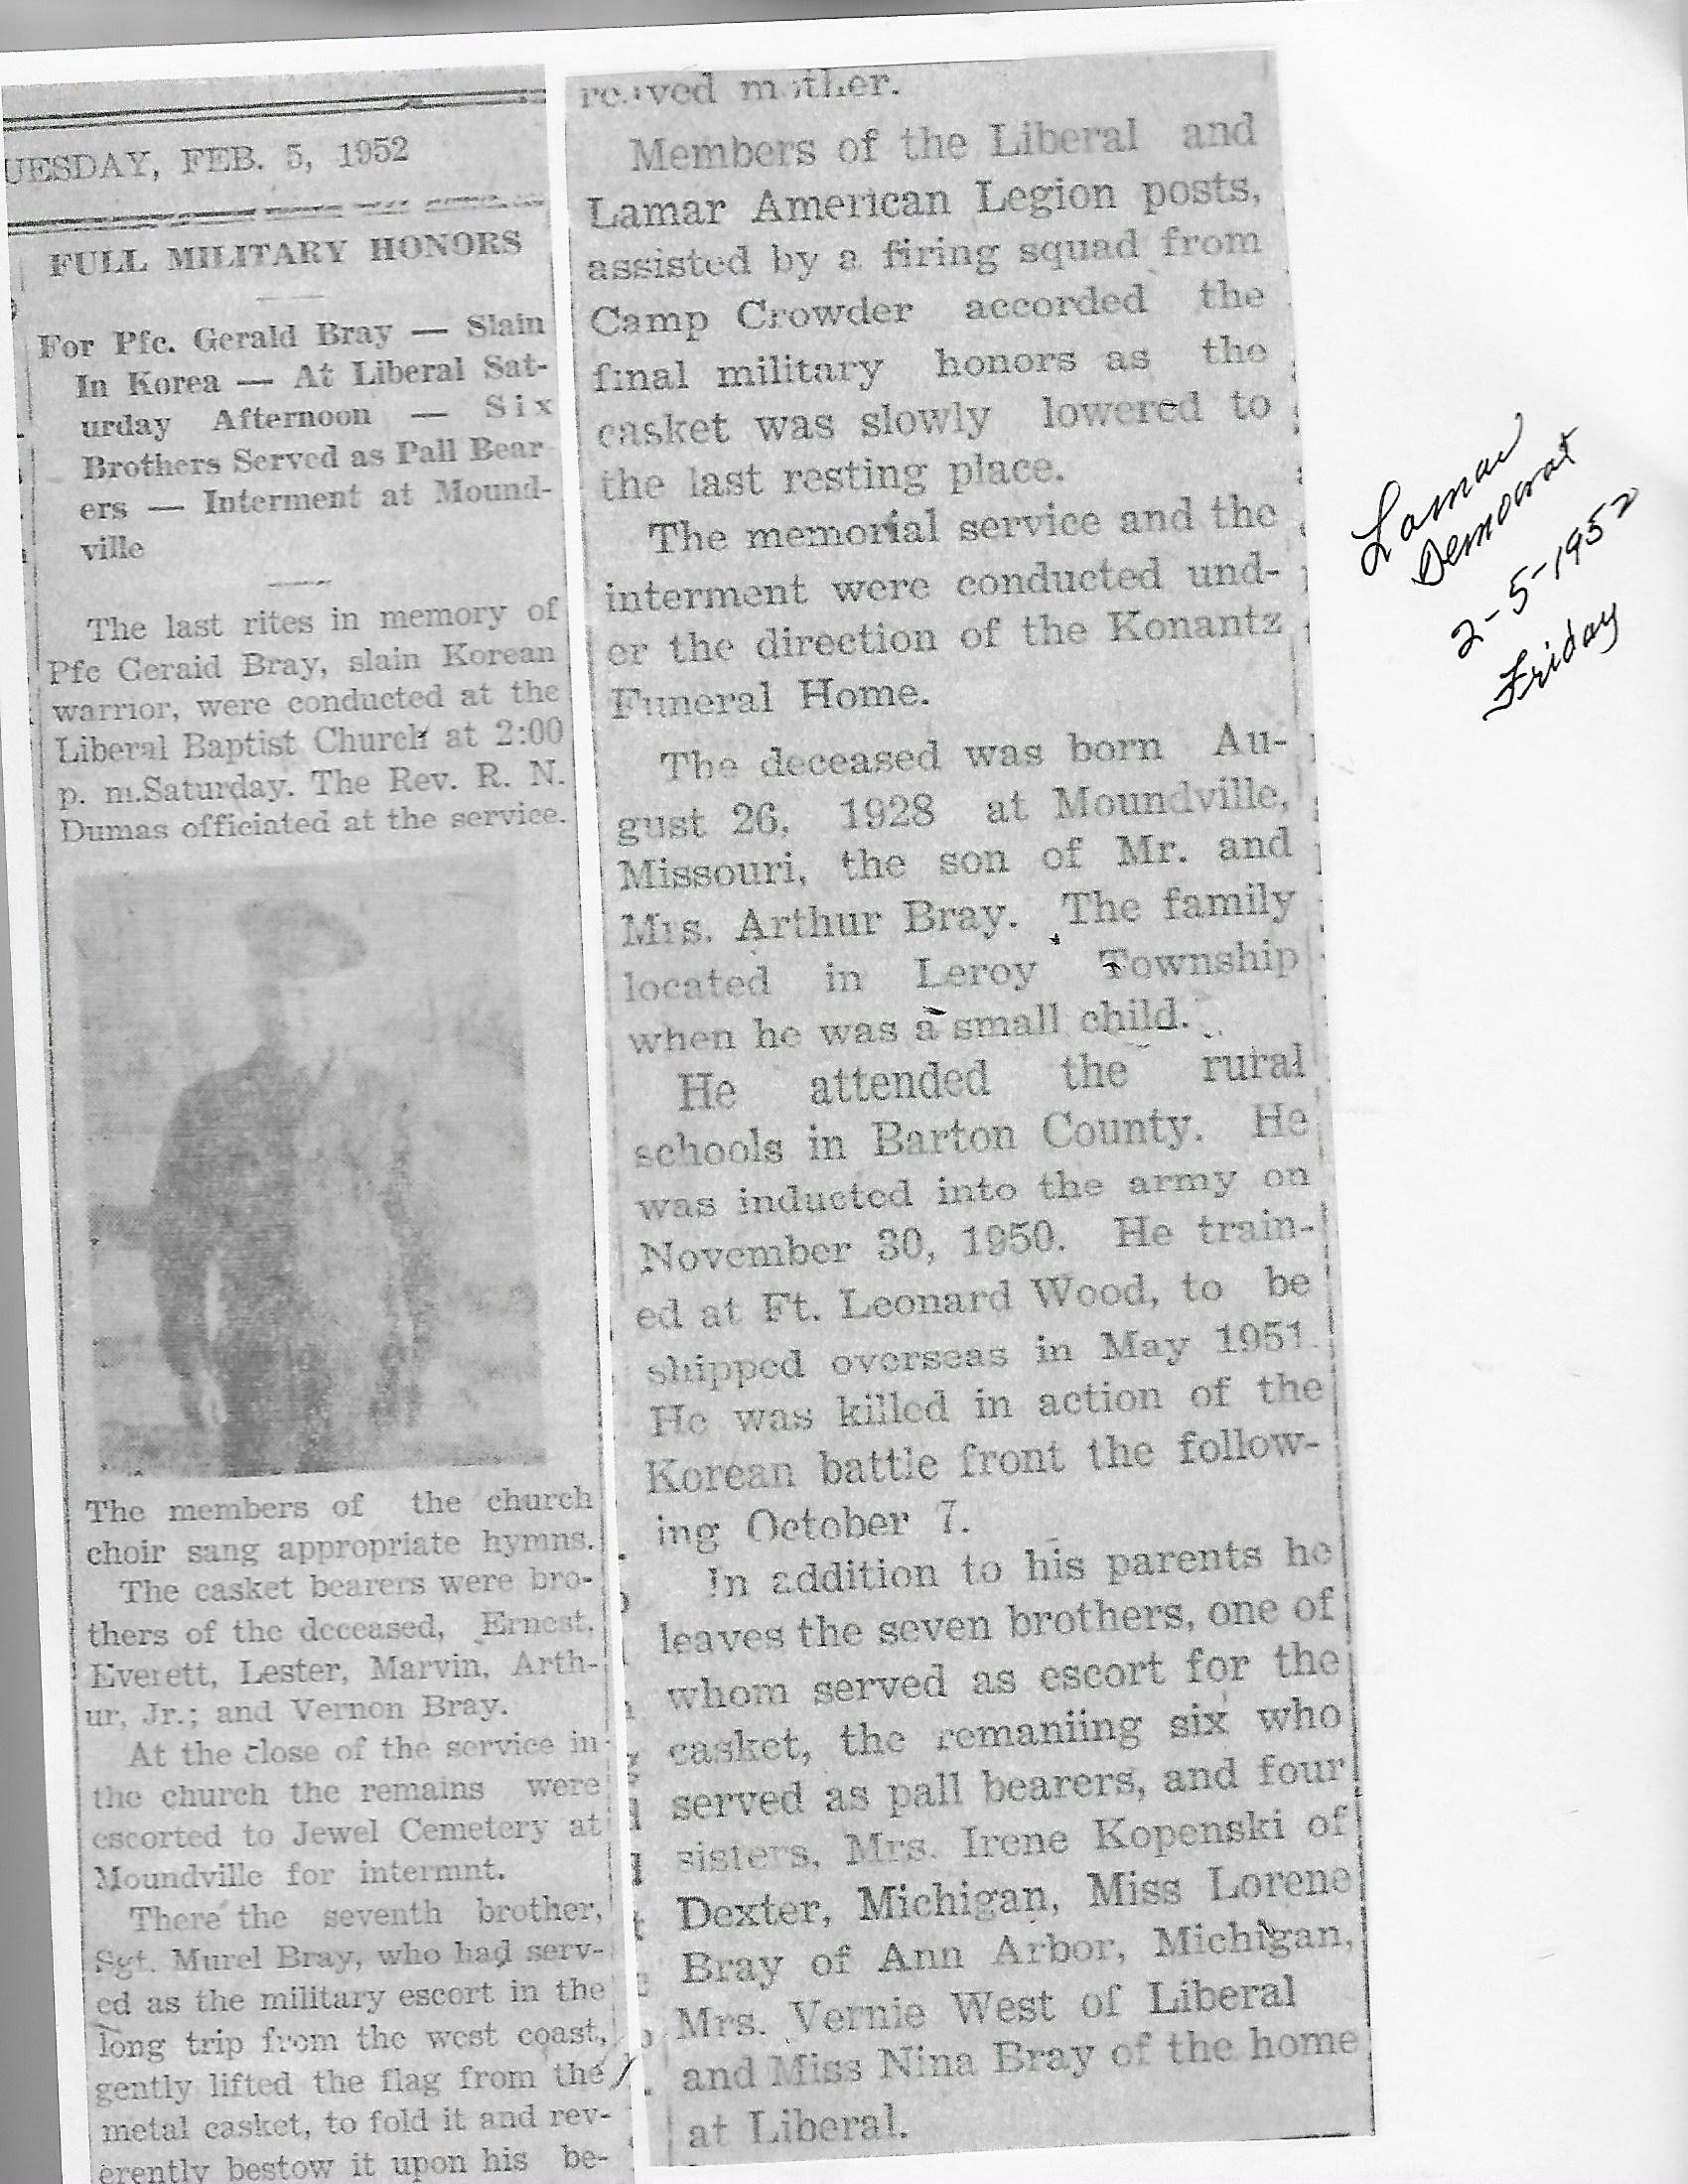 UESDAY, FEB. 5, 1952
FULL MILITARY HONORS
For Pfc. Gerald Bray — Slain
In Korea — At Liberal Sat-
urday Afternoon — Six
Brothers Served as Pall Bear-
ers — Interment at Mound-
ville
The last rites in memory of
Pfc Geraid Bray, slain Korean
warrior, were conducted at the
Liberal Baptist Church at 2:00
p. m.Saturday. The Rev. R. N.
Dumas officiated at the service.
The members of the church
choir sang appropriate hymns.
The casket bearers were bro-
thers of the deceased, Ernest,
Everett, Lester, Marvin, Arth-
ur, Jr.; and Vernon Bray.
At the close of the service in
the church the remains were
escorted to Jewel Cemetery at
Moundville for intermnt.
There the seventh brother,
Sgt. Murel Bray, who had serv-
ed as the military escort in the
long trip from the west coast,
gently lifted the flag from the
metal casket, to fold it and rev-
erently bestow it upon his be-
reaved mother.
Members of the Liberal and
Lamar American Legion posts,
assisted by a firing squad from
Camp Crowder accorded the
final military honors as the
casket was slowly lowered to
the last resting place.
The memorial service and the
interment were conducted und-
er the direction of the Konantz
Funeral Home.
The deceased was born Au-
gust 26, 1928 at Moundville,
Missouri, the son of Mr. and
Mrs. Arthur Bray. The family
located in Leroy Township
when he was a small child.
He attended the rural
schools in Barton County. He
was inducted into the army on
November 30, 1950. He train-
ed at Ft. Leonard Wood, to be
shipped overseas in May 1951.
He was killed in action of the
Korean battle front the follow-
ing October 7.
In addition to his parents he
leaves the seven brothers, one of
whom served as escort for the
casket, the remaniing six who
served as pall bearers, and four
sisters, Mrs. Irene Kopenski of
Dexter, Michigan, Miss Lorene
Bray of Ann Arbor, Michigan,
Mrs. Vernie West of Liberal
and Miss Nina Bray of the home
at Liberal.
Lamar
Democrat
2-5-1952
Friday